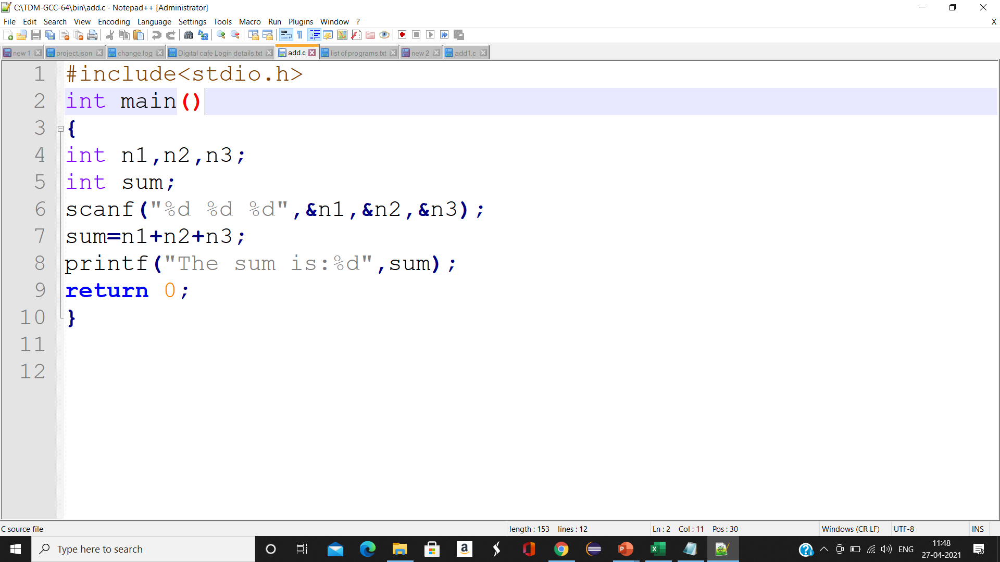 C:\TDM-GCC-64\bin\add.c - Notepad++ [Administrator]
File Edit Search View Encoding Language Settings Tools Macro Run Plugins Window ? X
new 1 project.json change.log Digital cafe Login details.txt add.c list of programs.txt new 2 add1.c
1 #include<stdio.h>
2 int main()
3 {
4 int n1,n2,n3;
5 int sum;
6 scanf("%d %d %d",&n1,&n2,&n3);
7 sum=n1+n2+n3;
8 printf("The sum is:%d",sum);
9 return 0;
10 }
11
12
C source file length : 153 lines : 12 Ln : 2 Col : 11 Pos : 30 Windows (CR LF) UTF-8 INS
Type here to search ENG 11:48
27-04-2021